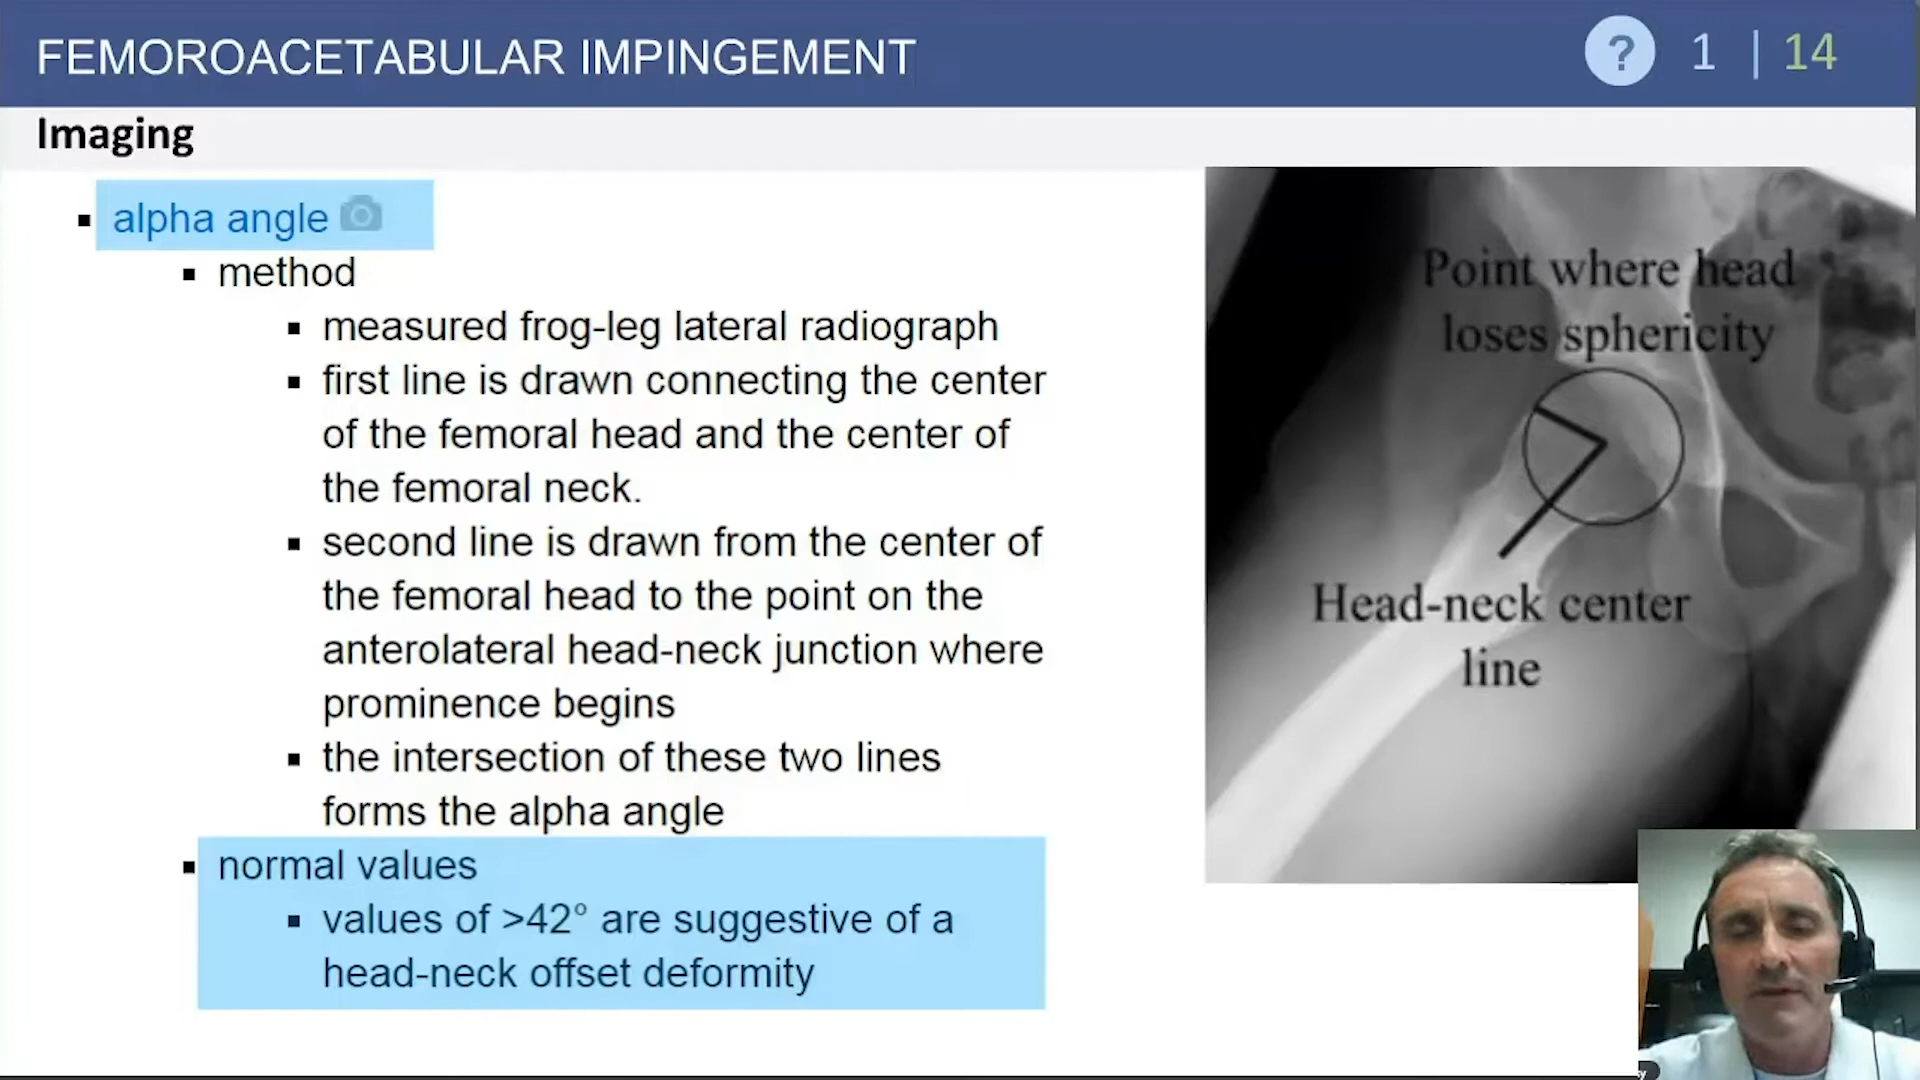 FEMOROACETABULAR IMPINGEMENT
? 1 | 14
Imaging
alpha angle
method
measured frog-leg lateral radiograph
first line is drawn connecting the center
of the femoral head and the center of
the femoral neck.
second line is drawn from the center of
the femoral head to the point on the
anterolateral head-neck junction where
prominence begins
the intersection of these two lines
forms the alpha angle
normal values
values of >42° are suggestive of a
head-neck offset deformity
Point where head
loses sphericity
Head-neck center
line